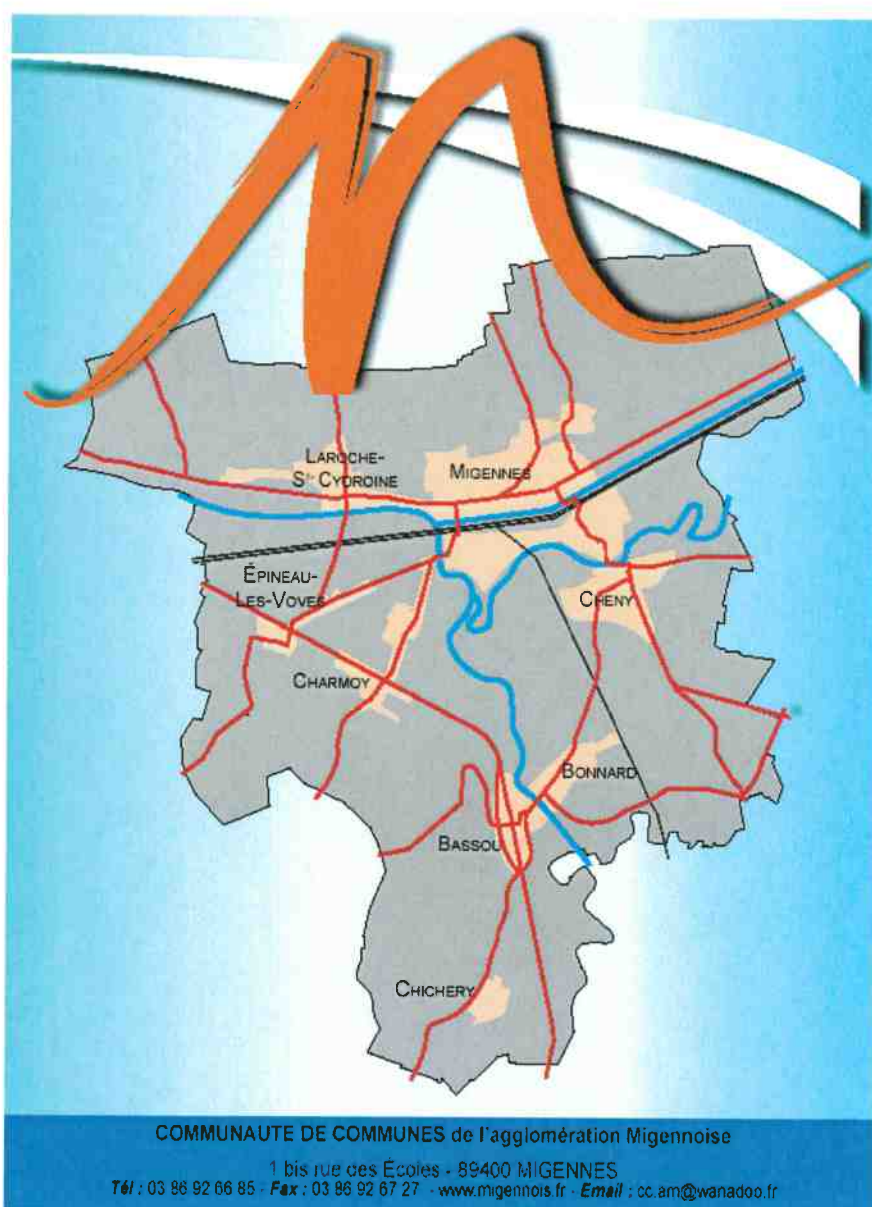 M
LAROCHE-
St CYDROINE
MIGENNES
ÉPINEAU-
LES-VOVES
CHENY
CHARMOY
BONNARD
BASSOU
CHICHERY
COMMUNAUTE DE COMMUNES de l'agglomération Migennoise
1 bis rue des Écoles - 89400 MIGENNES
Tél : 03 86 92 66 85 - Fax : 03 86 92 67 27 - www.migennois.fr - Email : cc.am@wanadoo.fr